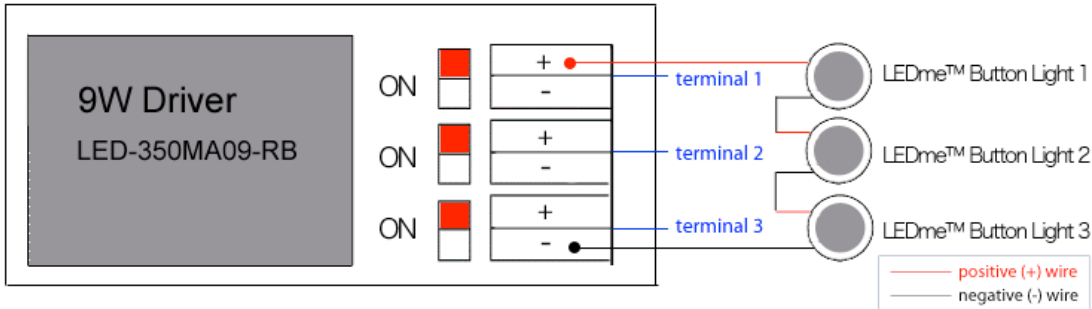 9W Driver
LED-350MA09-RB
ON
+
-
terminal 1
LEDme™ Button Light 1
ON
+
-
terminal 2
LEDme™ Button Light 2
ON
+
-
terminal 3
LEDme™ Button Light 3
positive (+) wire
negative (-) wire